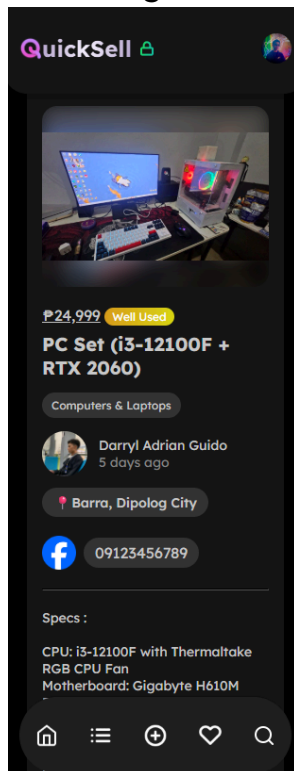 QuickSell
₱24,999 Well Used
PC Set (i3-12100F +
RTX 2060)
Computers & Laptops
Darryl Adrian Guido
5 days ago
Barra, Dipolog City
09123456789
Specs :
CPU: i3-12100F with Thermaltake
RGB CPU Fan
Motherboard: Gigabyte H610M